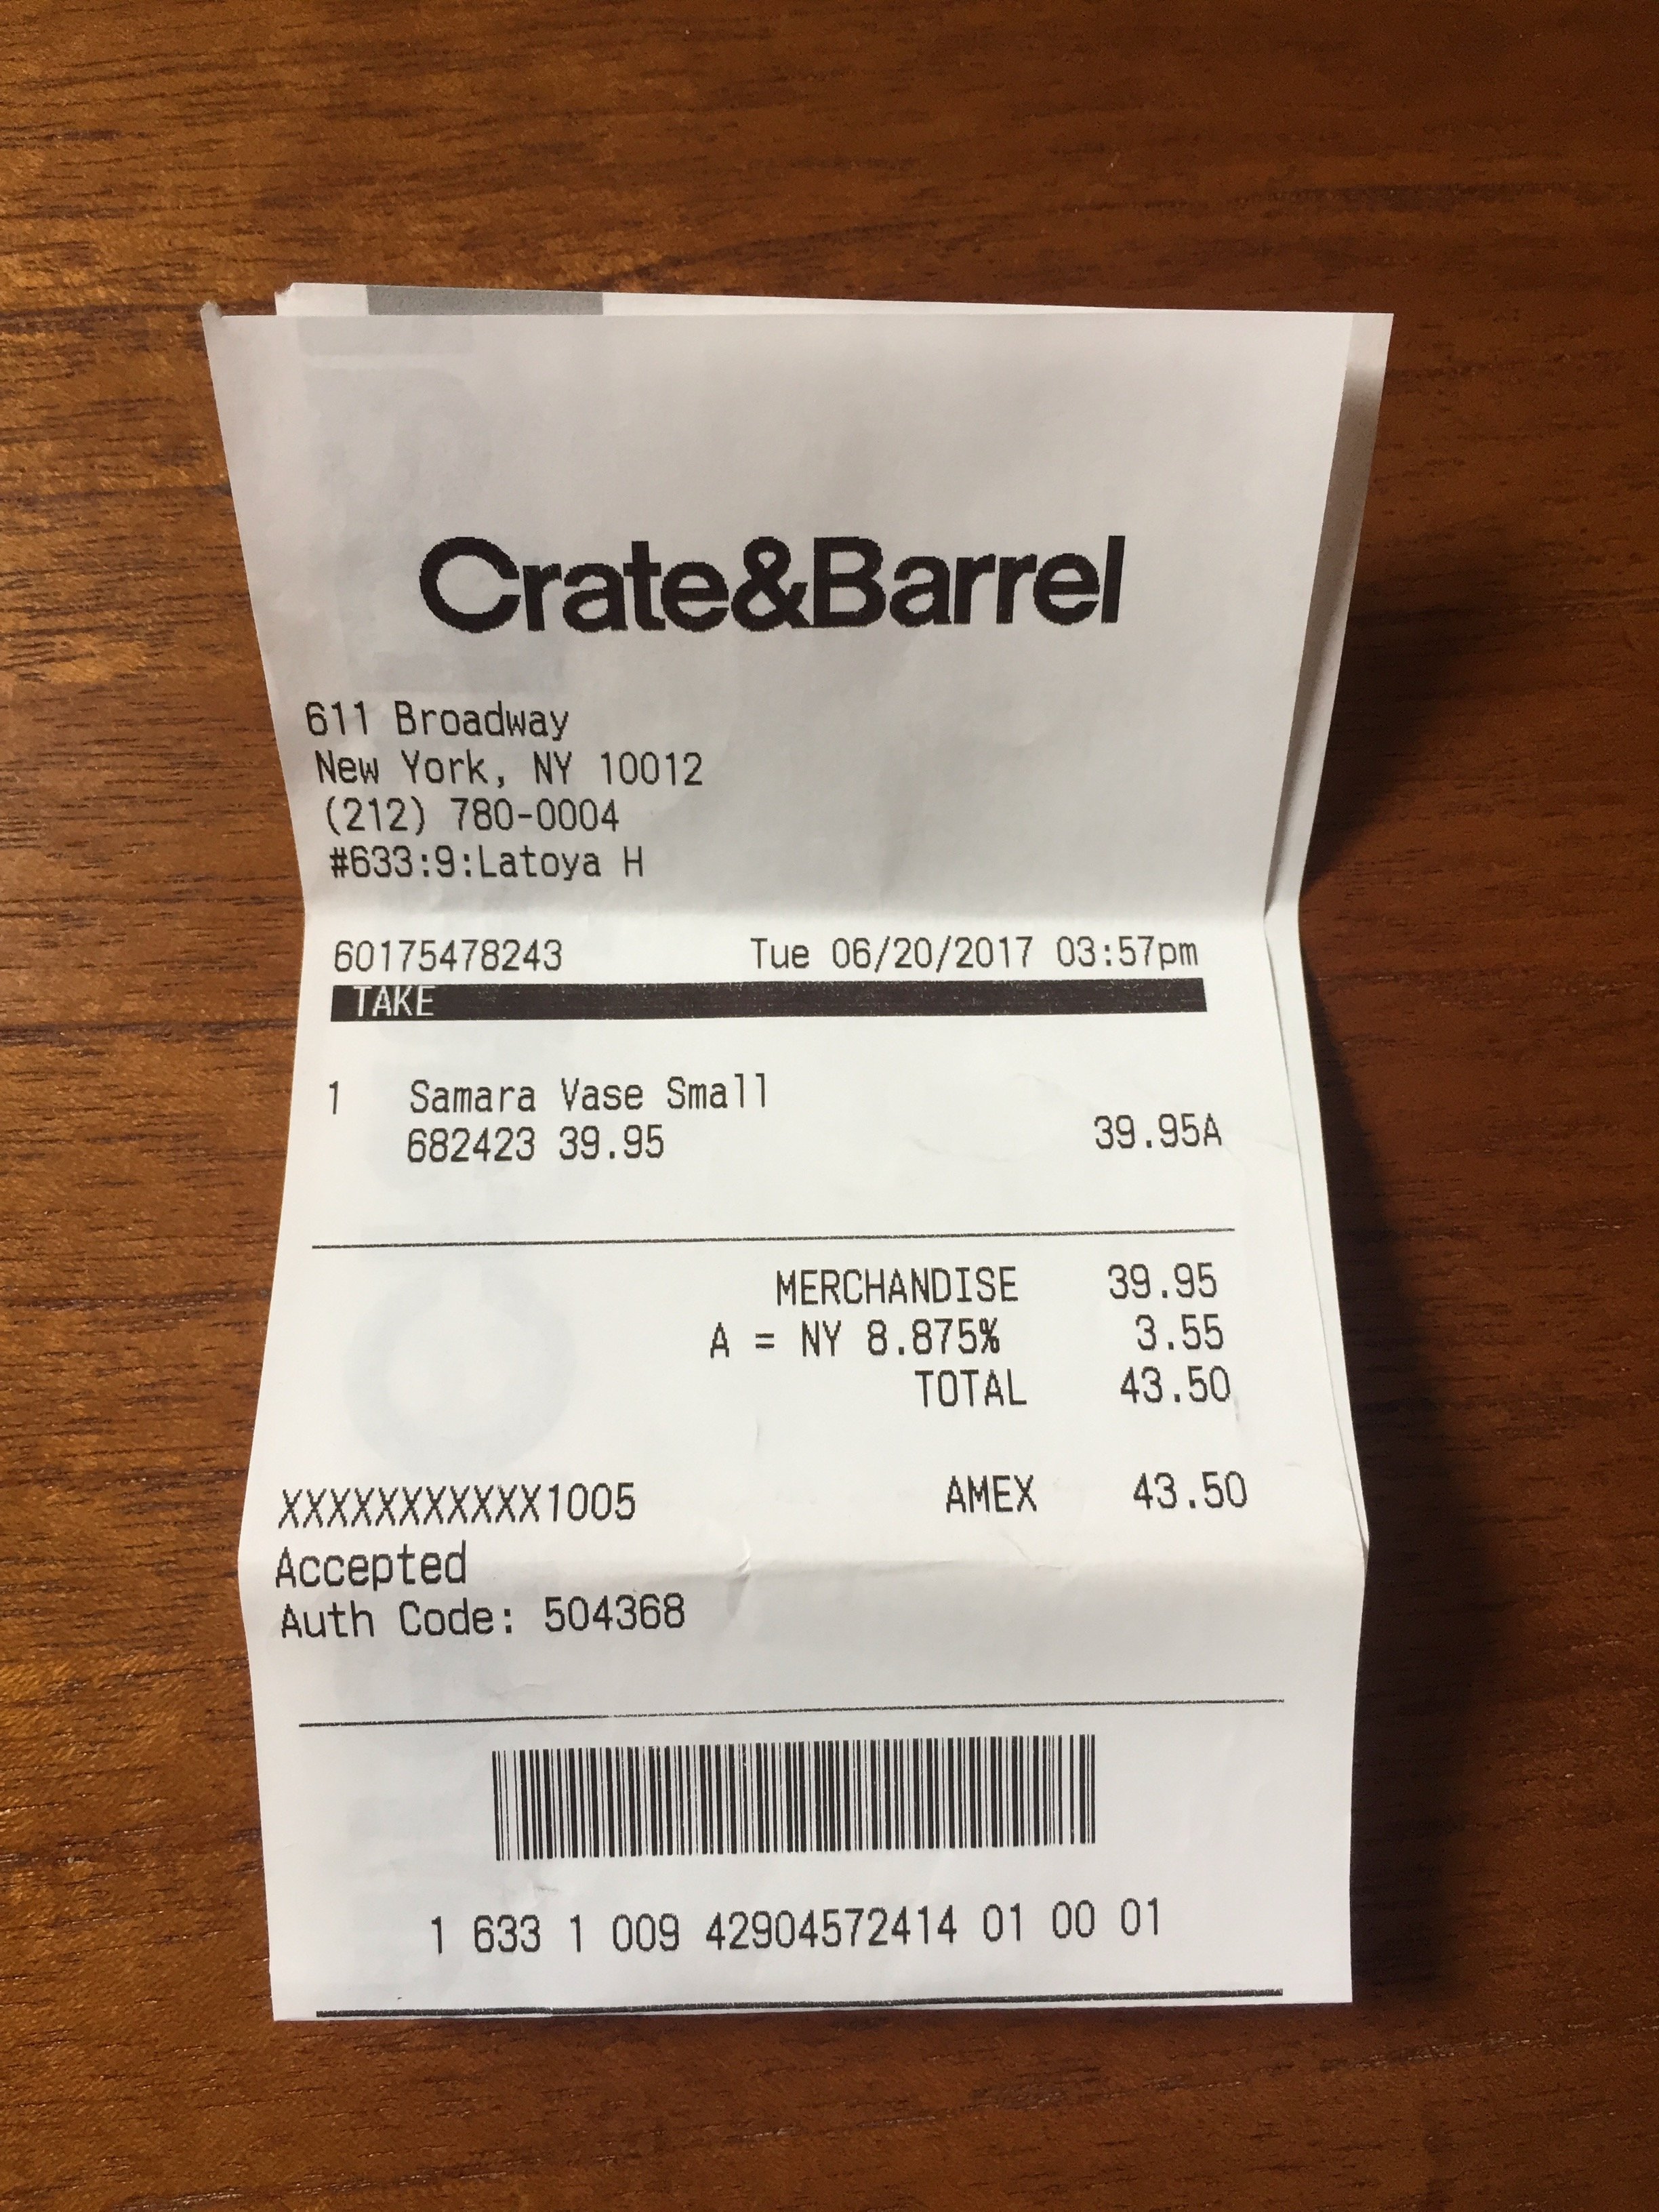 Crate&Barrel
611 Broadway
New York, NY 10012
(212) 780-0004
#633:9:Latoya H
60175478243 Tue 06/20/2017 03:57pm
TAKE
1 Samara Vase Small
682423 39.95 39.95A
MERCHANDISE 39.95
A = NY 8.875% 3.55
TOTAL 43.50
XXXXXXXXXXX1005 AMEX 43.50
Accepted
Auth Code: 504368
1 633 1 009 42904572414 01 00 01